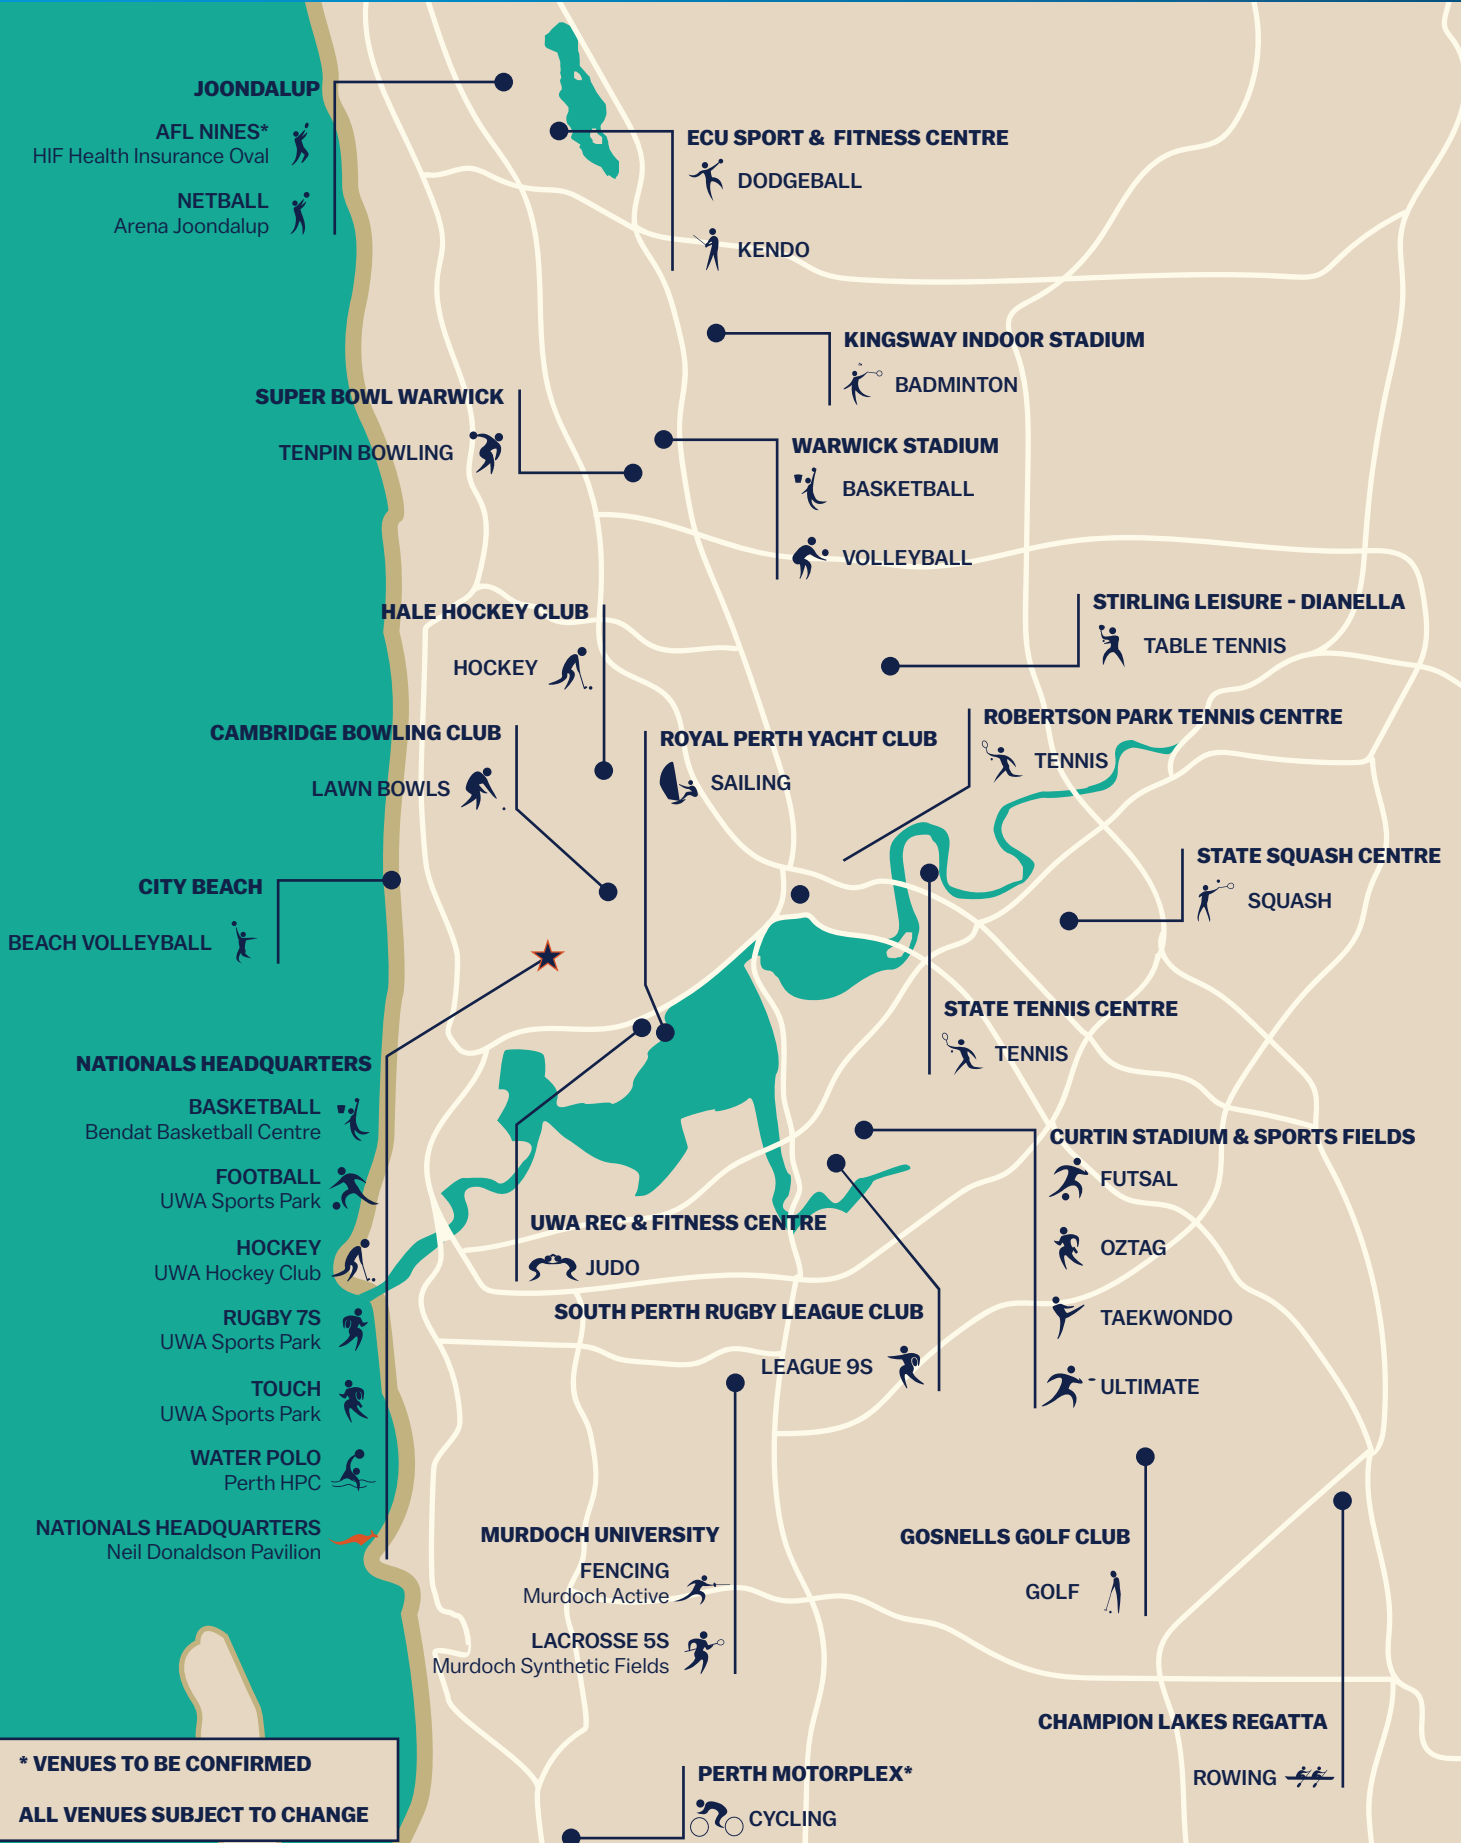 JOONDALUP
AFL NINES*
HIF Health Insurance Oval
NETBALL
Arena Joondalup
ECU SPORT & FITNESS CENTRE
DODGEBALL
KENDO
KINGSWAY INDOOR STADIUM
BADMINTON
SUPER BOWL WARWICK
TENPIN BOWLING
WARWICK STADIUM
BASKETBALL
VOLLEYBALL
HALE HOCKEY CLUB
HOCKEY
STIRLING LEISURE - DIANELLA
TABLE TENNIS
CAMBRIDGE BOWLING CLUB
LAWN BOWLS
ROYAL PERTH YACHT CLUB
SAILING
ROBERTSON PARK TENNIS CENTRE
TENNIS
CITY BEACH
BEACH VOLLEYBALL
STATE SQUASH CENTRE
SQUASH
STATE TENNIS CENTRE
TENNIS
NATIONALS HEADQUARTERS
BASKETBALL
Bendat Basketball Centre
FOOTBALL
UWA Sports Park
HOCKEY
UWA Hockey Club
RUGBY 7S
UWA Sports Park
TOUCH
UWA Sports Park
WATER POLO
Perth HPC
NATIONALS HEADQUARTERS
Neil Donaldson Pavilion
UWA REC & FITNESS CENTRE
JUDO
CURTIN STADIUM & SPORTS FIELDS
FUTSAL
OZTAG
TAEKWONDO
ULTIMATE
SOUTH PERTH RUGBY LEAGUE CLUB
LEAGUE 9S
MURDOCH UNIVERSITY
FENCING
Murdoch Active
LACROSSE 5S
Murdoch Synthetic Fields
GOSNELLS GOLF CLUB
GOLF
CHAMPION LAKES REGATTA
ROWING
PERTH MOTORPLEX*
CYCLING
* VENUES TO BE CONFIRMED
ALL VENUES SUBJECT TO CHANGE